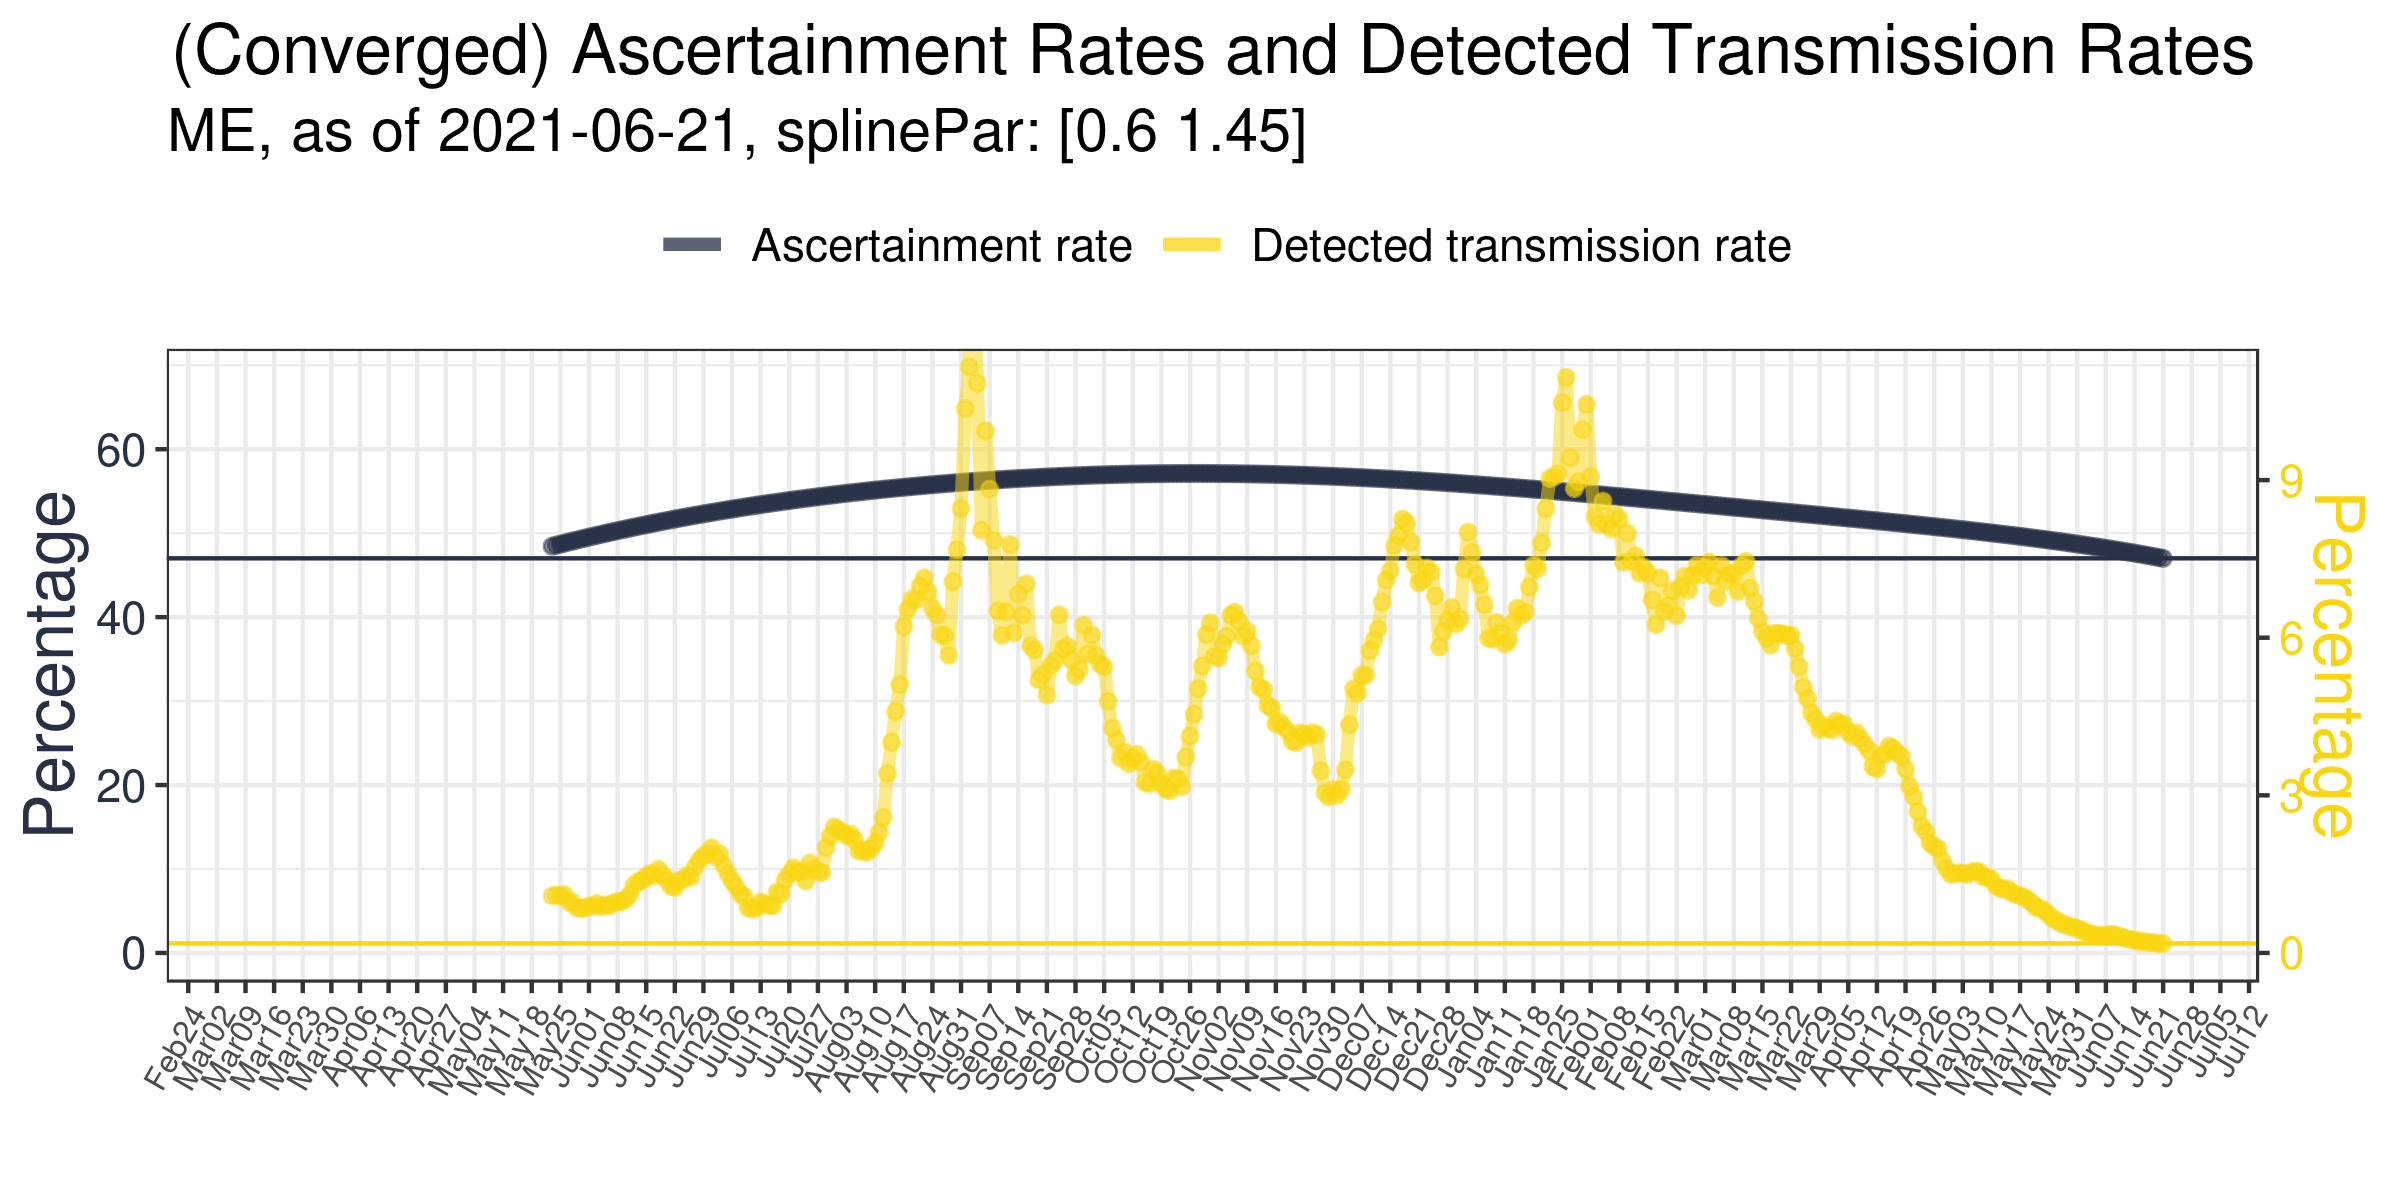 (Converged) Ascertainment Rates and Detected Transmission Rates
ME, as of 2021-06-21, splinePar: [0.6 1.45]
Ascertainment rate
Detected transmission rate
Percentage
60
40
20
0
9
6
3
0
Percentage
Feb24
Mar02
Mar09
Mar16
Mar23
Mar30
Apr06
Apr13
Apr20
Apr27
May04
May11
May18
May25
Jun01
Jun08
Jun15
Jun22
Jun29
Jul06
Jul13
Jul20
Jul27
Aug03
Aug10
Aug17
Aug24
Aug31
Sep07
Sep14
Sep21
Sep28
Oct05
Oct12
Oct19
Oct26
Nov02
Nov09
Nov16
Nov23
Nov30
Dec07
Dec14
Dec21
Dec28
Jan04
Jan11
Jan18
Jan25
Feb01
Feb08
Feb15
Feb22
Mar01
Mar08
Mar15
Mar22
Mar29
Apr05
Apr12
Apr19
Apr26
May03
May10
May17
May24
May31
Jun07
Jun14
Jun21
Jun28
Jul05
Jul12